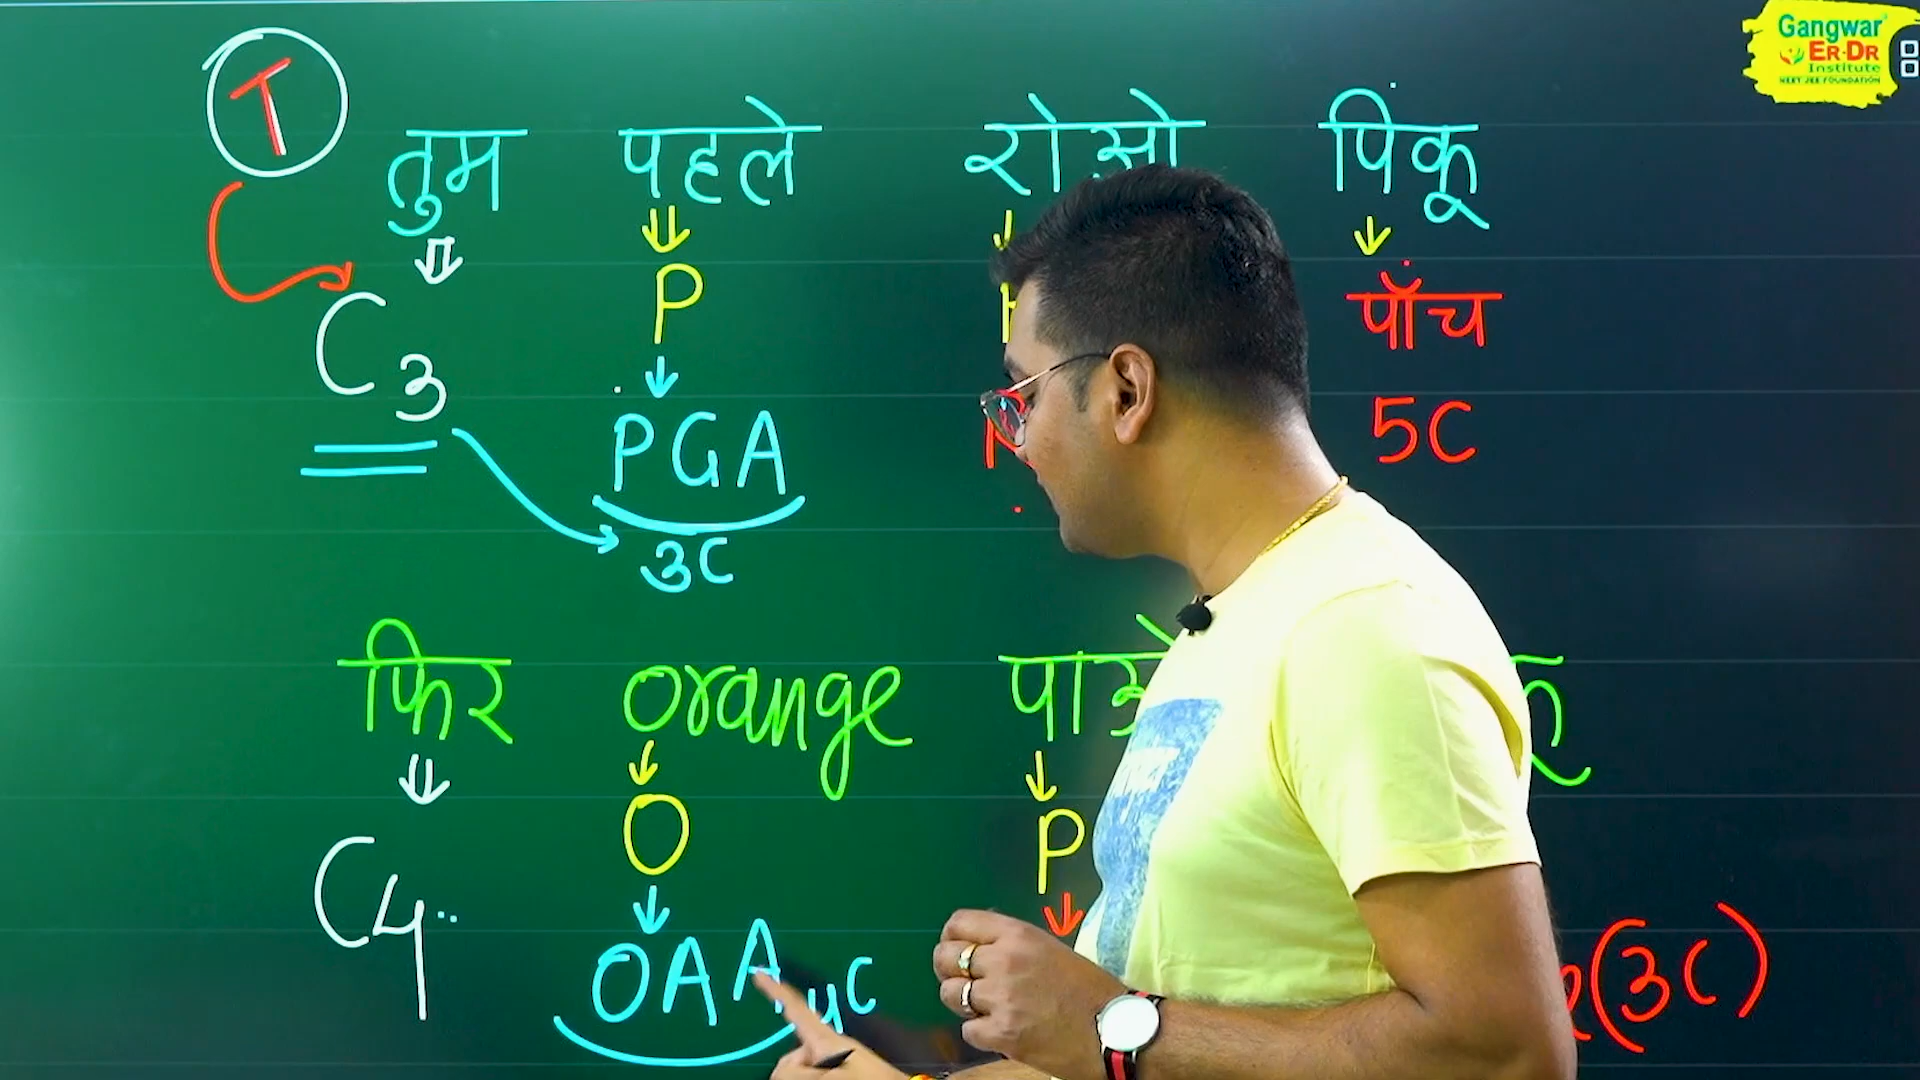 Gangwar
ER-DR
Institute
NEET-JEE FOUNDATION
T
तुम पहले रोओ पिंकू
P पाँच
C3
PGA 5C
3C
फिर orange
O P
C4
OAA 4C (3C)